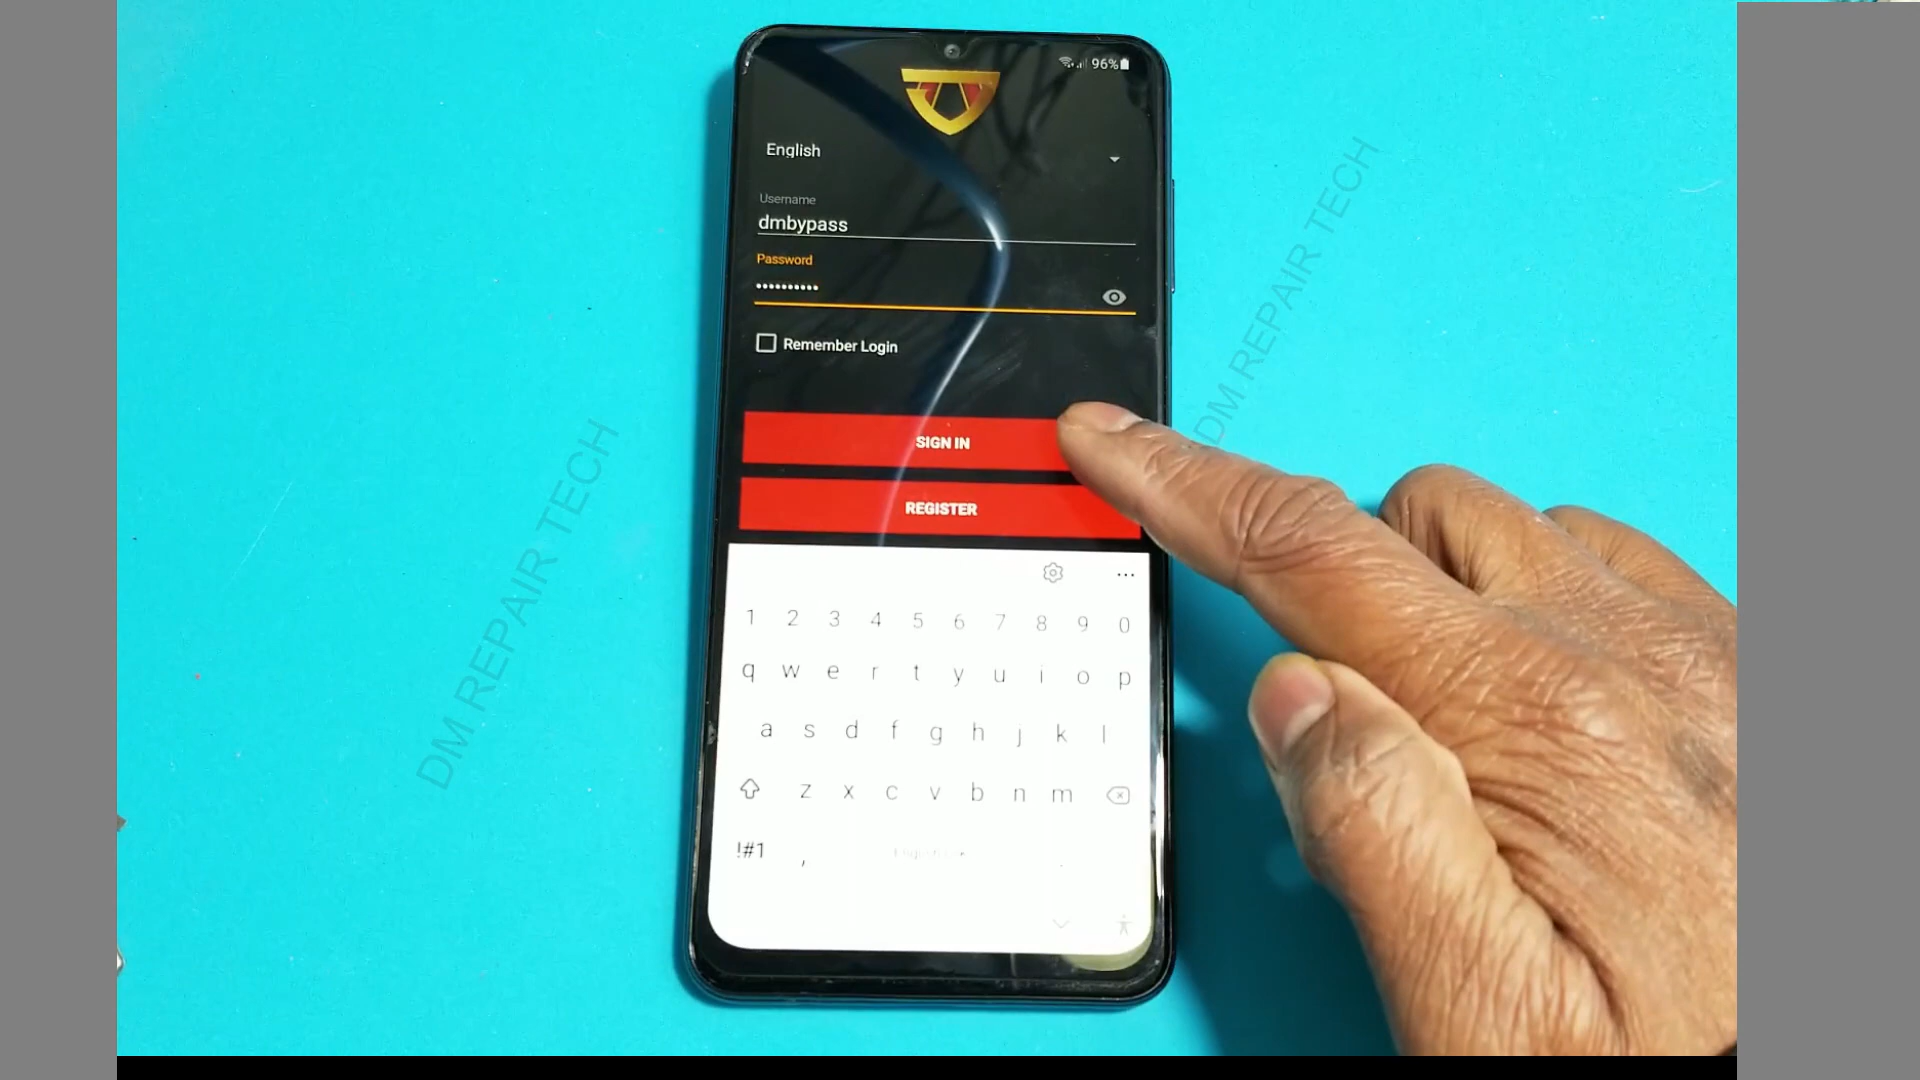 96%
English
Username
dmbypass
Password
••••••••••
Remember Login
SIGN IN
REGISTER
1 2 3 4 5 6 7 8 9 0
q w e r t y u i o p
a s d f g h j k l
z x c v b n m
!#1 , .
DM REPAIR TECH
DM REPAIR TECH